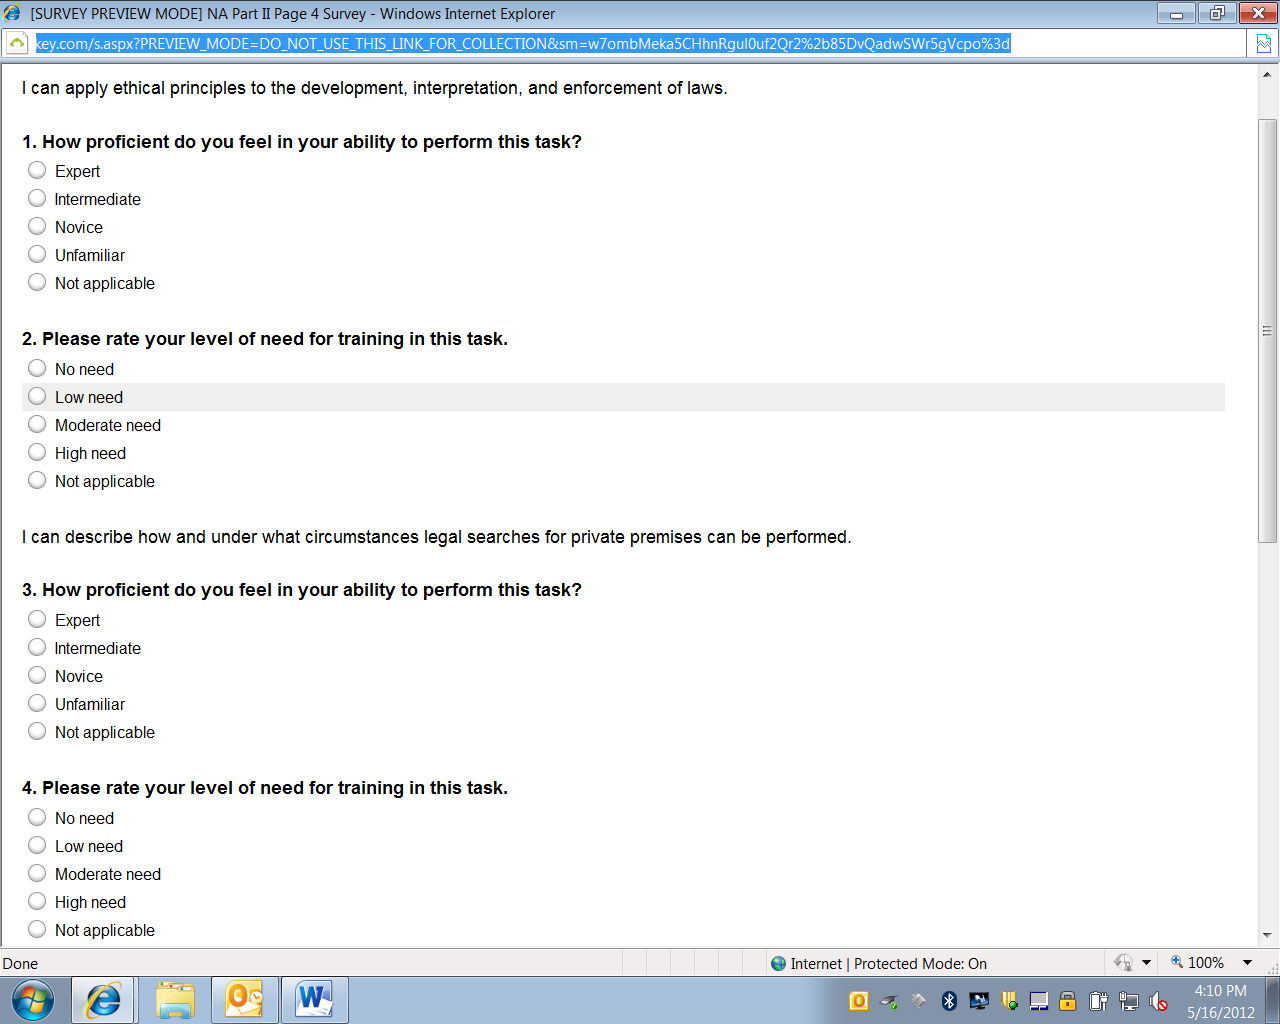 [SURVEY PREVIEW MODE] NA Part II Page 4 Survey - Windows Internet Explorer
key.com/s.aspx?PREVIEW_MODE=DO_NOT_USE_THIS_LINK_FOR_COLLECTION&sm=w7ombMeka5CHhnRgul0uf2Qr2%2b85DvQadwSWr5gVcpo%3d
I can apply ethical principles to the development, interpretation, and enforcement of laws.
1. How proficient do you feel in your ability to perform this task?
Expert
Intermediate
Novice
Unfamiliar
Not applicable
2. Please rate your level of need for training in this task.
No need
Low need
Moderate need
High need
Not applicable
I can describe how and under what circumstances legal searches for private premises can be performed.
3. How proficient do you feel in your ability to perform this task?
Expert
Intermediate
Novice
Unfamiliar
Not applicable
4. Please rate your level of need for training in this task.
No need
Low need
Moderate need
High need
Not applicable
Done
Internet | Protected Mode: On
100%
4:10 PM
5/16/2012